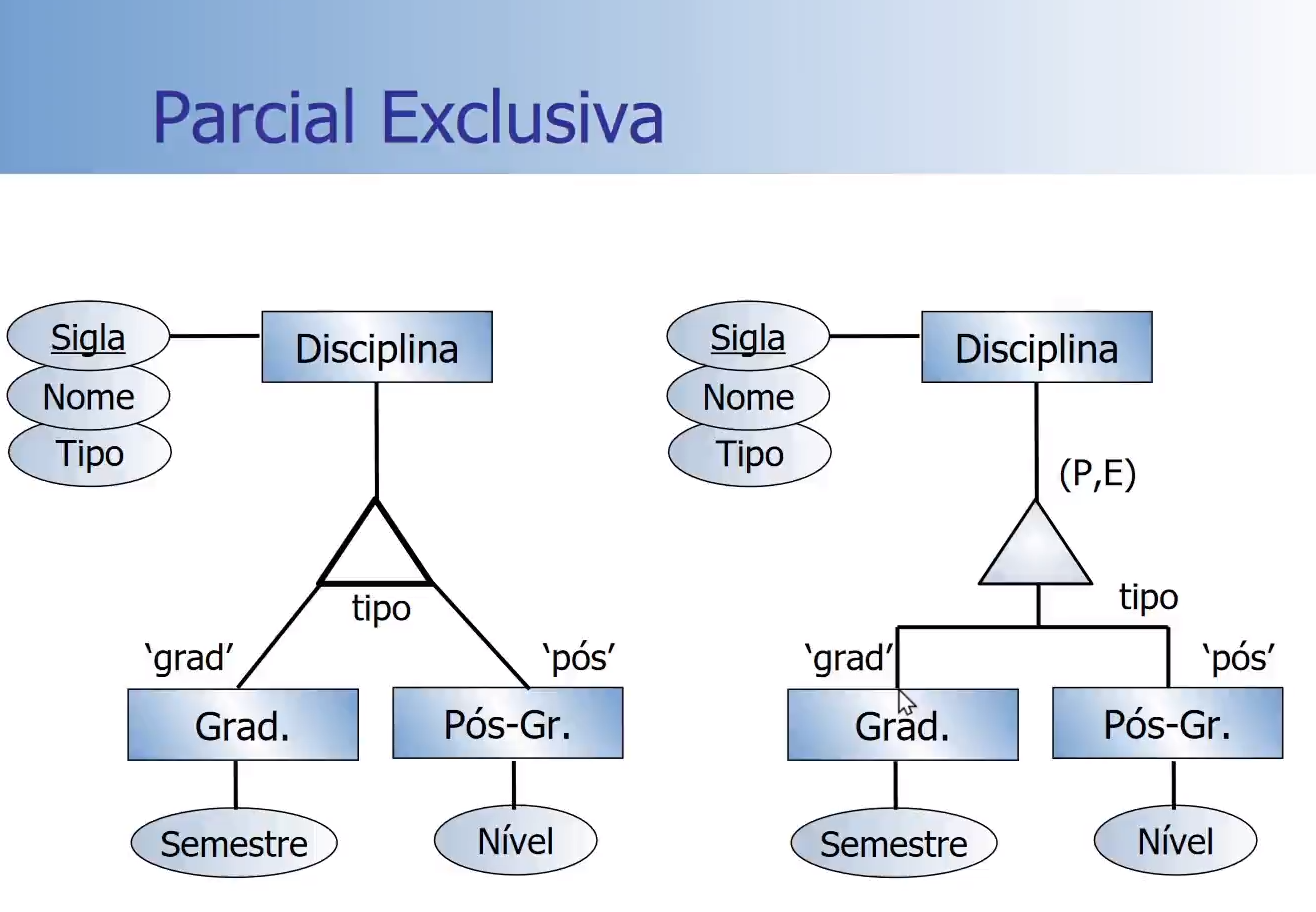 Parcial Exclusiva
Sigla
Disciplina
Nome
Tipo
tipo
‘grad’
‘pós’
Grad.
Pós-Gr.
Semestre
Nível
Sigla
Disciplina
Nome
Tipo
(P,E)
tipo
‘grad’
‘pós’
Grad.
Pós-Gr.
Semestre
Nível